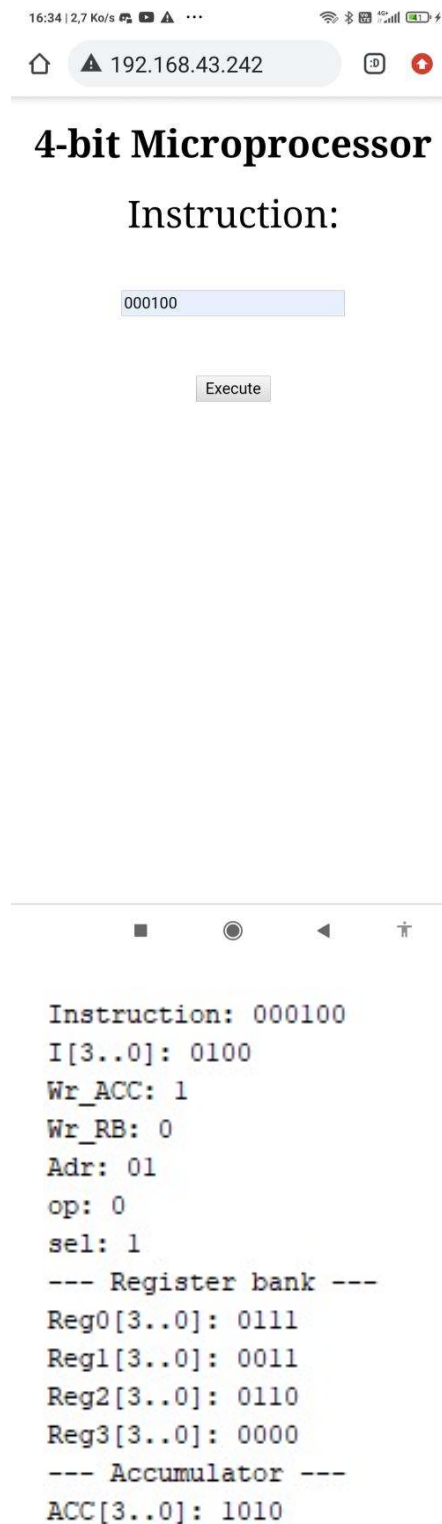 16:34 | 2,7 Ko/s ...
192.168.43.242 :D
4-bit Microprocessor
Instruction:
000100
Execute
Instruction: 000100
I[3..0]: 0100
Wr_ACC: 1
Wr_RB: 0
Adr: 01
op: 0
sel: 1
--- Register bank ---
Reg0[3..0]: 0111
Reg1[3..0]: 0011
Reg2[3..0]: 0110
Reg3[3..0]: 0000
--- Accumulator ---
ACC[3..0]: 1010